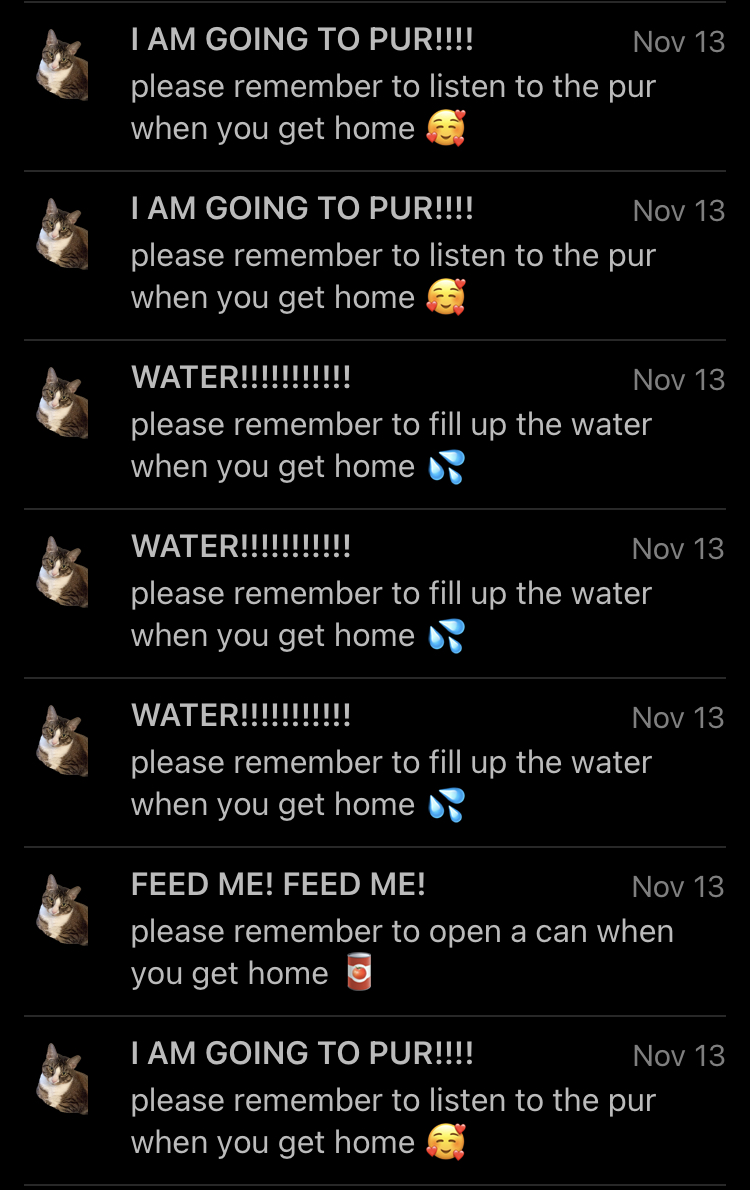 I AM GOING TO PUR!!!! Nov 13
please remember to listen to the pur
when you get home 🥰
I AM GOING TO PUR!!!! Nov 13
please remember to listen to the pur
when you get home 🥰
WATER!!!!!!!!!!! Nov 13
please remember to fill up the water
when you get home 💦
WATER!!!!!!!!!!! Nov 13
please remember to fill up the water
when you get home 💦
WATER!!!!!!!!!!! Nov 13
please remember to fill up the water
when you get home 💦
FEED ME! FEED ME! Nov 13
please remember to open a can when
you get home 🥫
I AM GOING TO PUR!!!! Nov 13
please remember to listen to the pur
when you get home 🥰